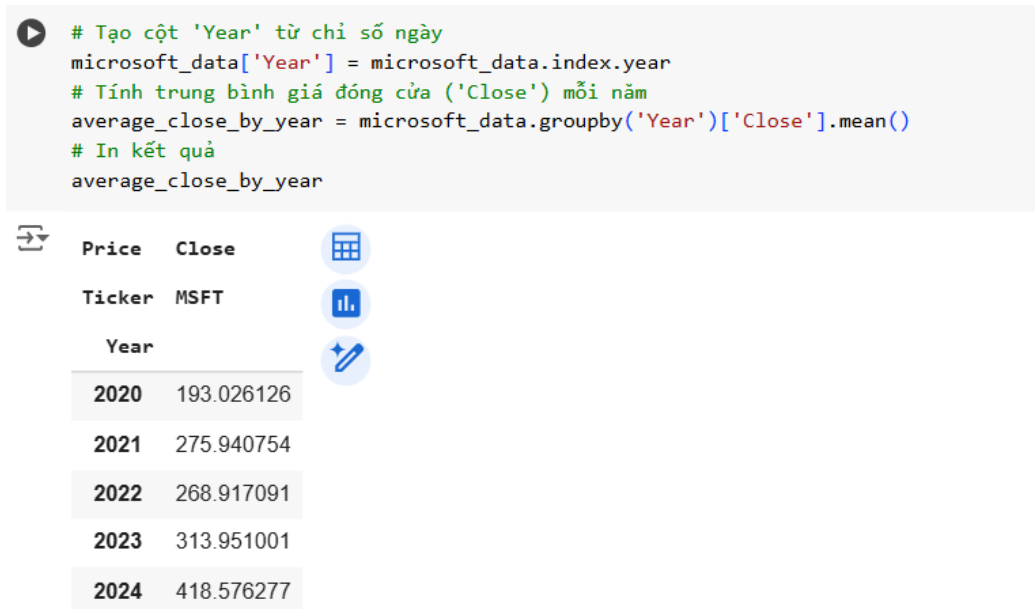 # Tạo cột 'Year' từ chỉ số ngày
microsoft_data['Year'] = microsoft_data.index.year
# Tính trung bình giá đóng cửa ('Close') mỗi năm
average_close_by_year = microsoft_data.groupby('Year')['Close'].mean()
# In kết quả
average_close_by_year
Price Close
Ticker MSFT
Year
2020 193.026126
2021 275.940754
2022 268.917091
2023 313.951001
2024 418.576277